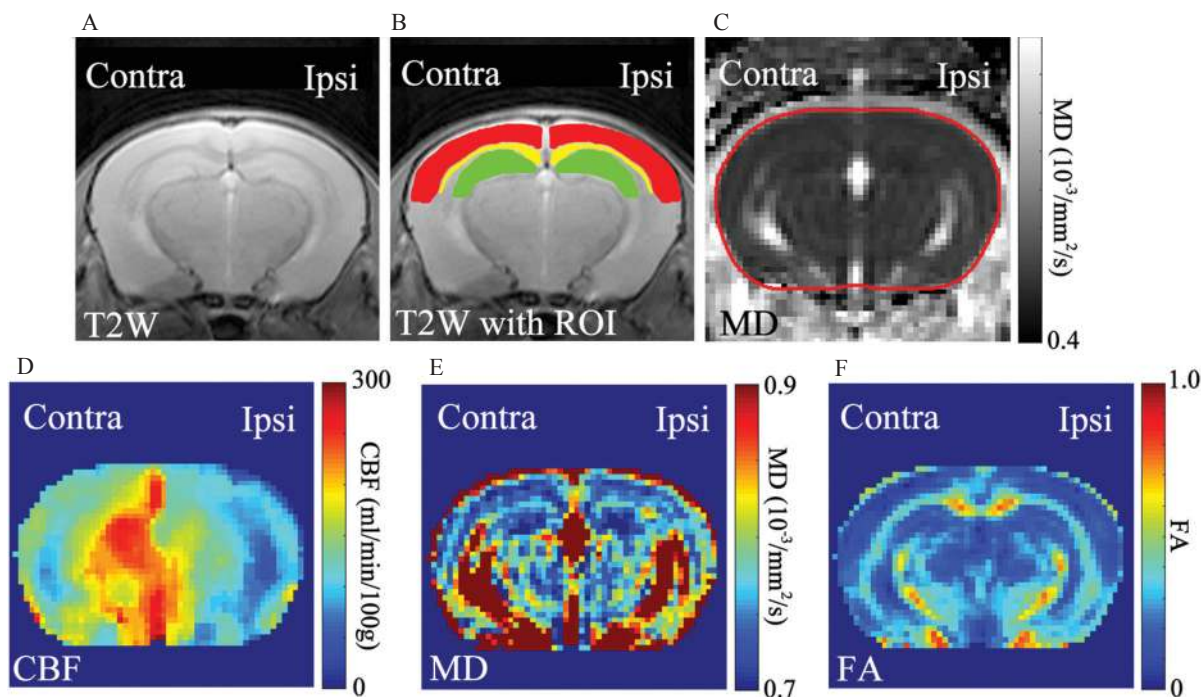 A
B
C
Contra Ipsi
T2W
Contra Ipsi
T2W with ROI
Contra Ipsi
MD
MD (10⁻³/mm²/s)
0.4
D
E
F
Contra Ipsi
CBF
300
CBF (ml/min/100g)
0
Contra Ipsi
MD
0.9
MD (10⁻³/mm²/s)
0.7
Contra Ipsi
FA
1.0
FA
0